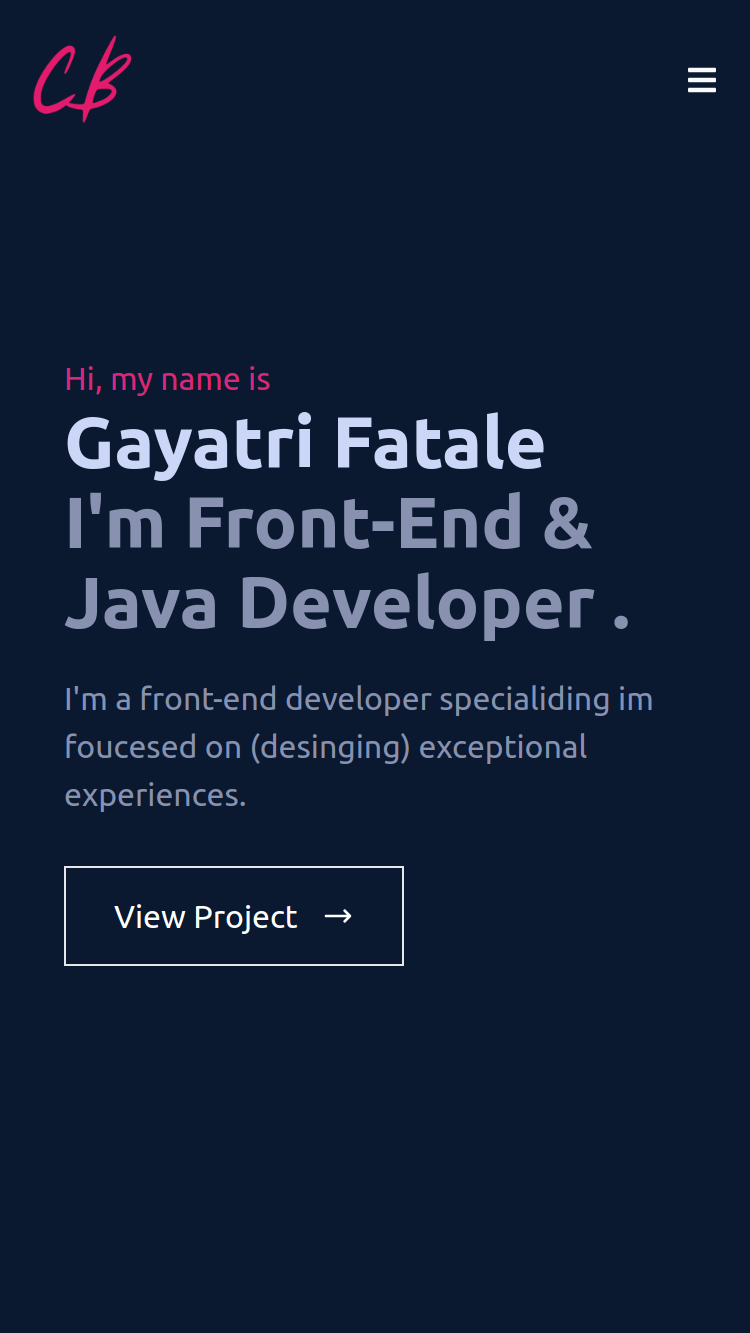 CB
Hi, my name is
Gayatri Fatale
I'm Front-End &
Java Developer .
I'm a front-end developer specialiding im
foucesed on (desinging) exceptional
experiences.
View Project →